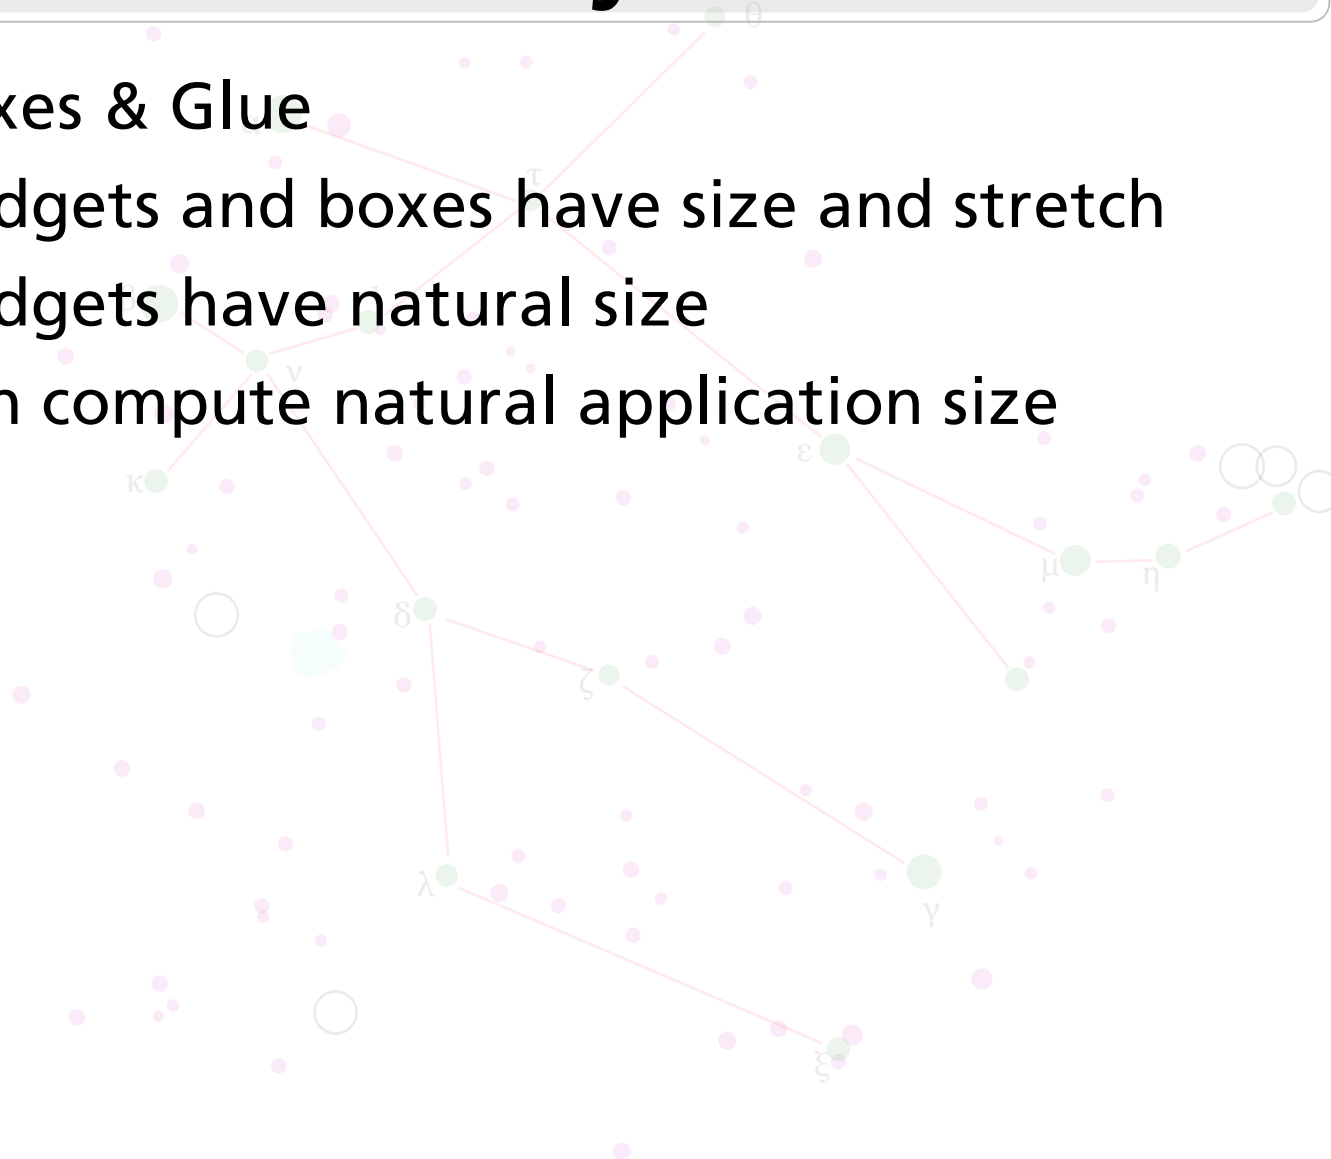 xes & Glue
dgets and boxes have size and stretch
dgets have natural size
n compute natural application size
θ
τ
ν
ε
κ
μ
η
δ
ζ
λ
γ
ξ